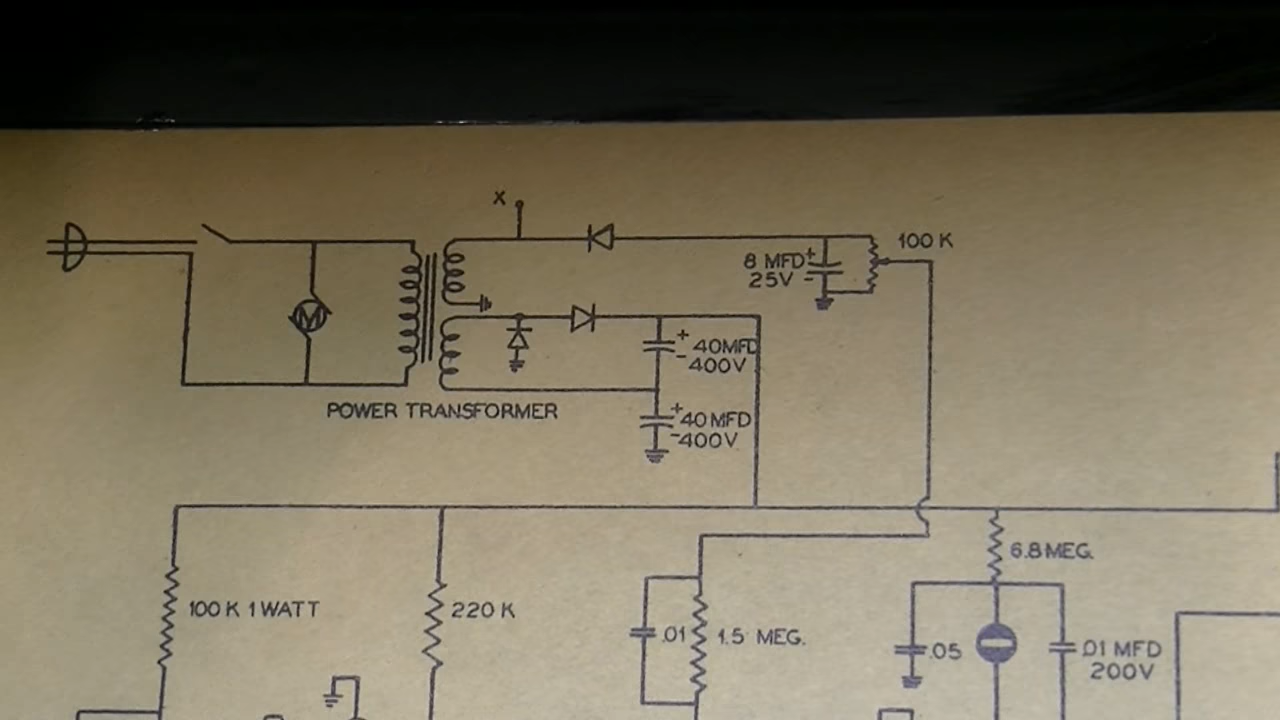 X
100 K
8 MFD +
25V -
M
+ 40MFD
- 400V
POWER TRANSFORMER
+ 40 MFD
- 400V
6.8 MEG.
100 K 1 WATT
220 K
.01
1.5 MEG.
.05
.01 MFD
200V